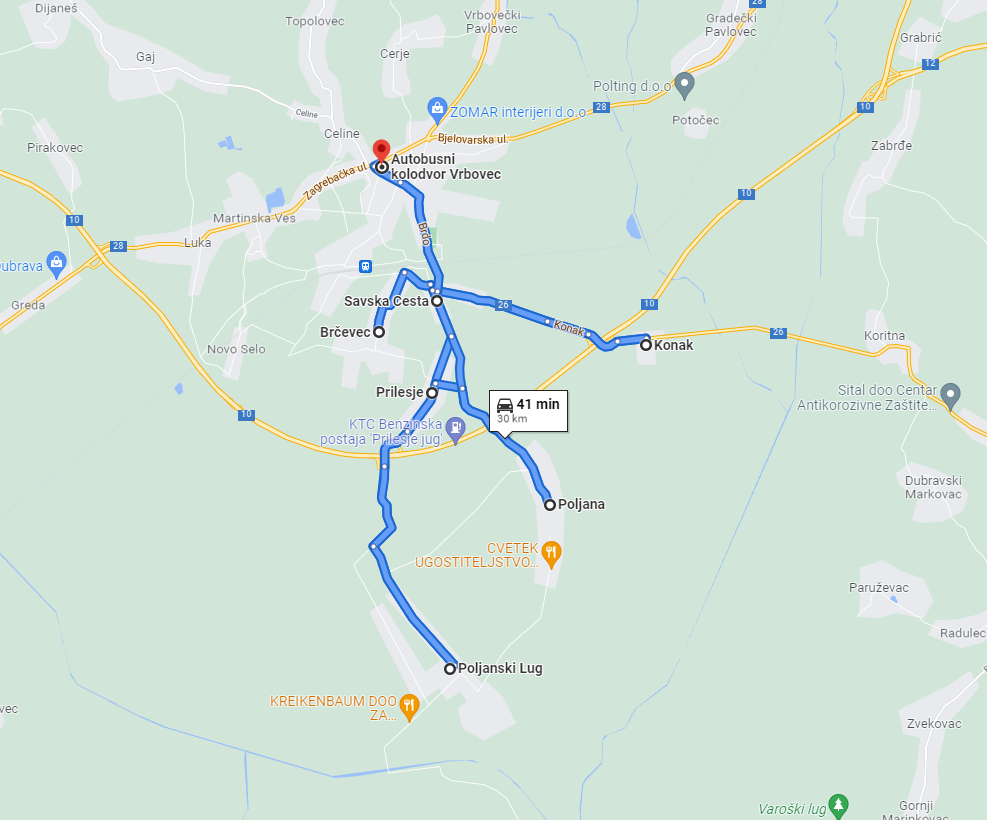 Dijaneš
Topolovec
Vrbovečki
Pavlovec
Gradečki
Pavlovec
28
Grabrić
Gaj
Cerje
12
Polting d.o.o
10
28
ZOMAR interijeri d.o.o
Celine
Potočec
Celine
Bjelovarska ul.
Pirakovec
Zabrđe
Autobusni
kolodvor Vrbovec
Zagrebačka ul.
10
10
Martinska Ves
Brdo
28
Luka
Dubrava
Savska Cesta
26
10
Greda
Brčevec
Konak
26
Konak
Koritna
Novo Selo
Prilesje
41 min
30 km
Sital doo Centar
Antikorozivne Zaštite...
10
KTC Benzinska
postaja 'Prilesje jug'
Poljana
Dubravski
Markovac
CVETEK
UGOSTITELJSTVO...
Paruževac
Radulec
Poljanski Lug
KREIKENBAUM DOO
ZA...
vec
Zvekovac
Varoški lug
Gornji
Marinkovac